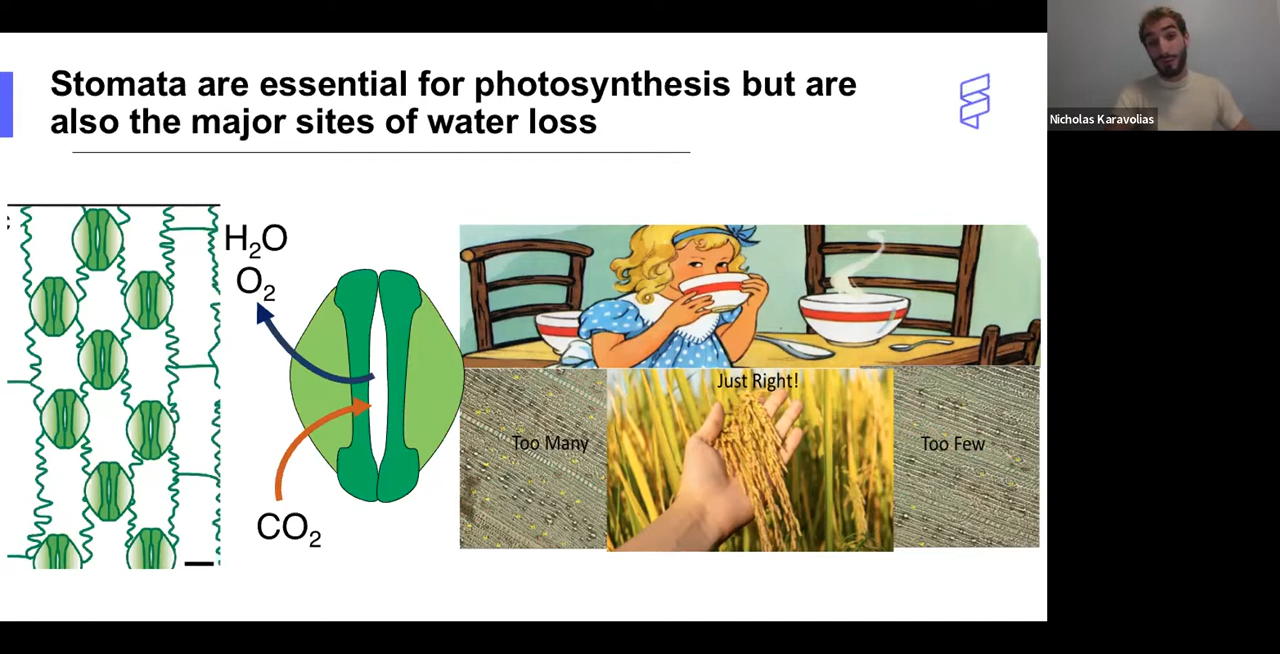 Stomata are essential for photosynthesis but are
also the major sites of water loss
Nicholas Karavolias
H₂O
O₂
CO₂
Just Right!
Too Many
Too Few